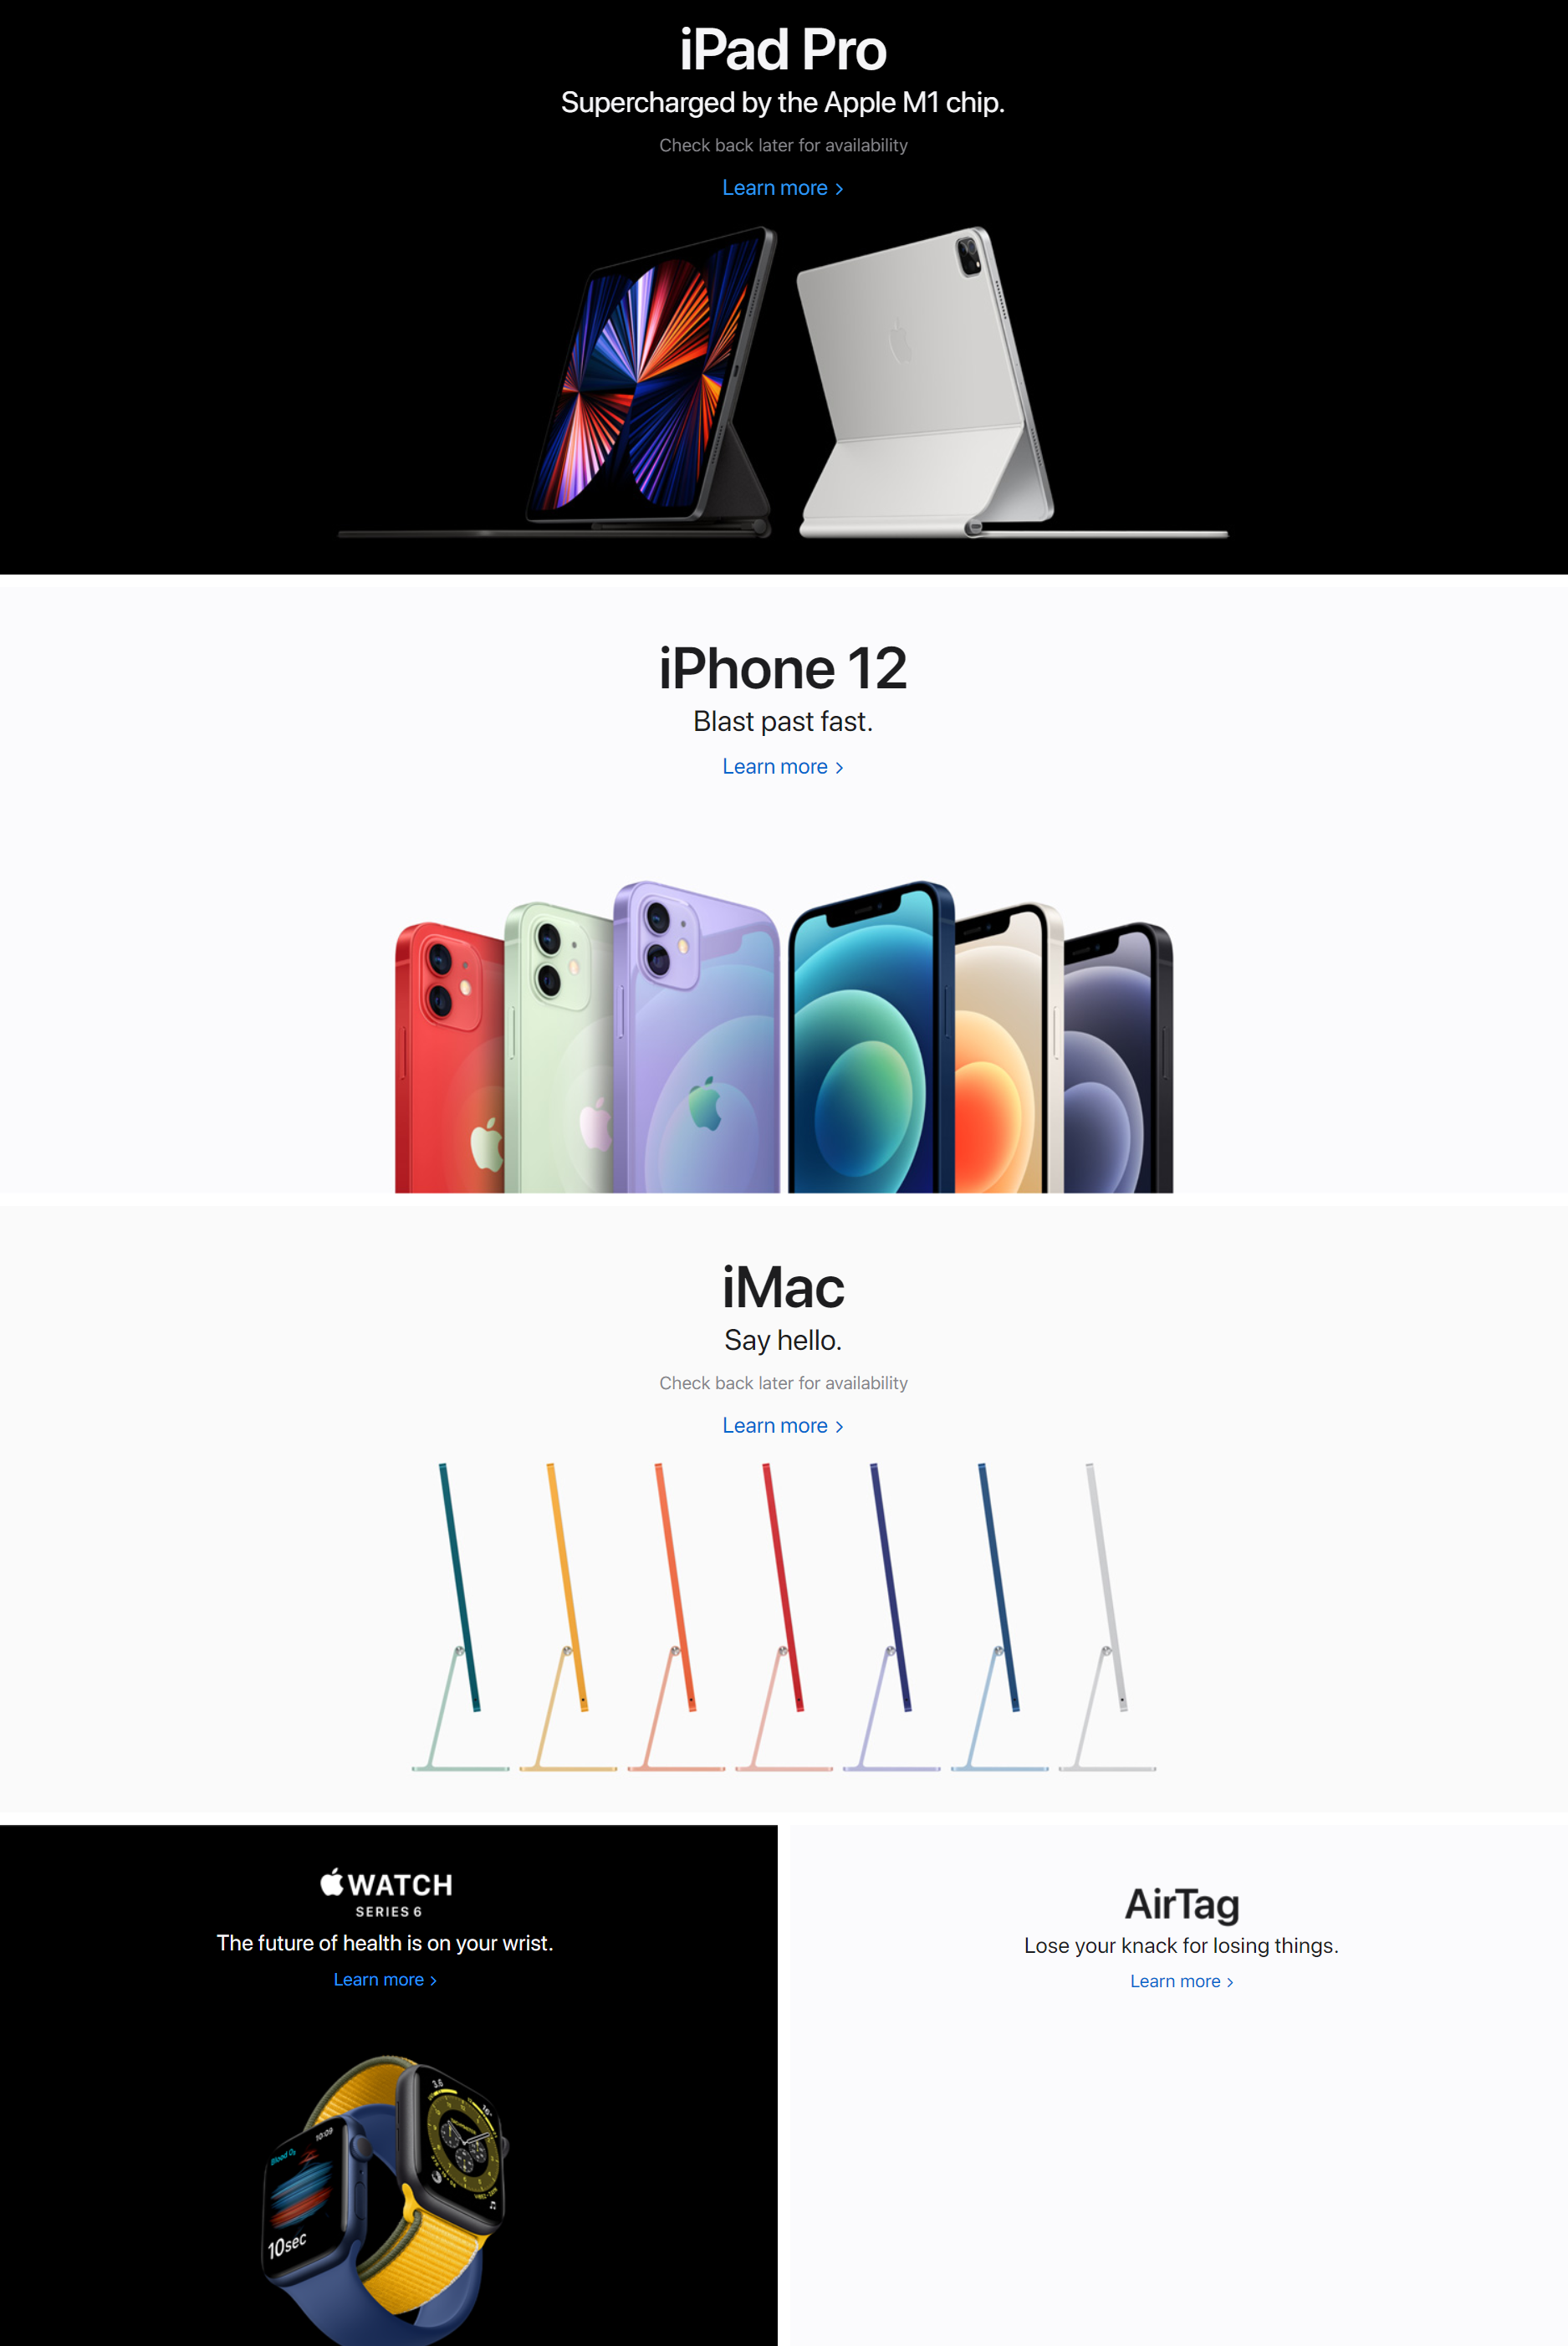 iPad Pro
Supercharged by the Apple M1 chip.
Check back later for availability
Learn more >
iPhone 12
Blast past fast.
Learn more >
iMac
Say hello.
Check back later for availability
Learn more >
WATCH
SERIES 6
The future of health is on your wrist.
Learn more >
AirTag
Lose your knack for losing things.
Learn more >
3.6
16°
Blood O₂
10:09
10sec